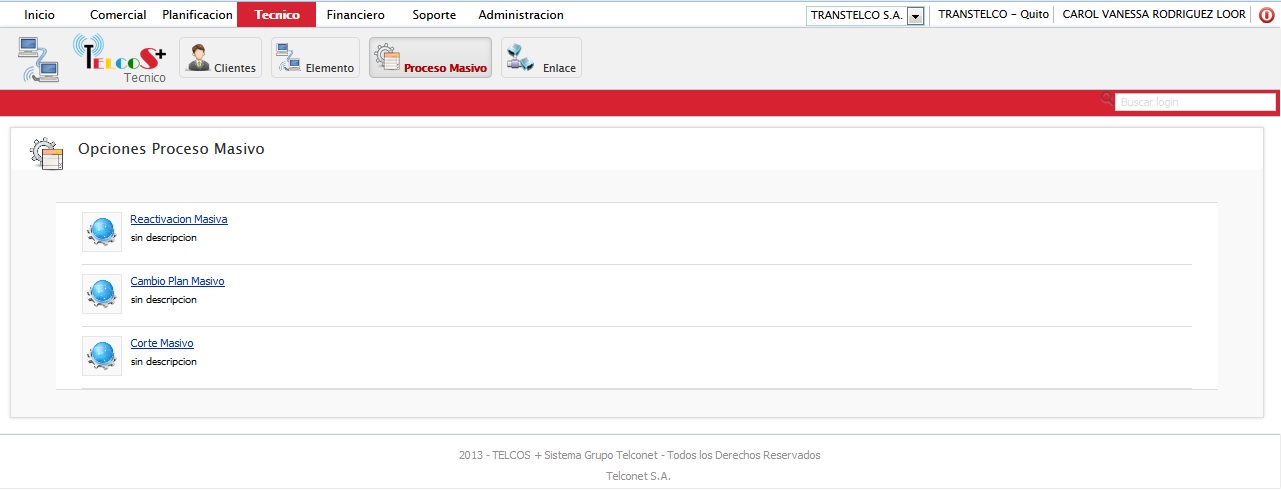 Inicio Comercial Planificacion Tecnico Financiero Soporte Administracion TRANSTELCO S.A. TRANSTELCO - Quito CAROL VANESSA RODRIGUEZ LOOR
TELCOS+
Tecnico
Clientes Elemento Proceso Masivo Enlace
Buscar login
Opciones Proceso Masivo
Reactivacion Masiva
sin descripcion
Cambio Plan Masivo
sin descripcion
Corte Masivo
sin descripcion
2013 - TELCOS + Sistema Grupo Telconet - Todos los Derechos Reservados
Telconet S.A.